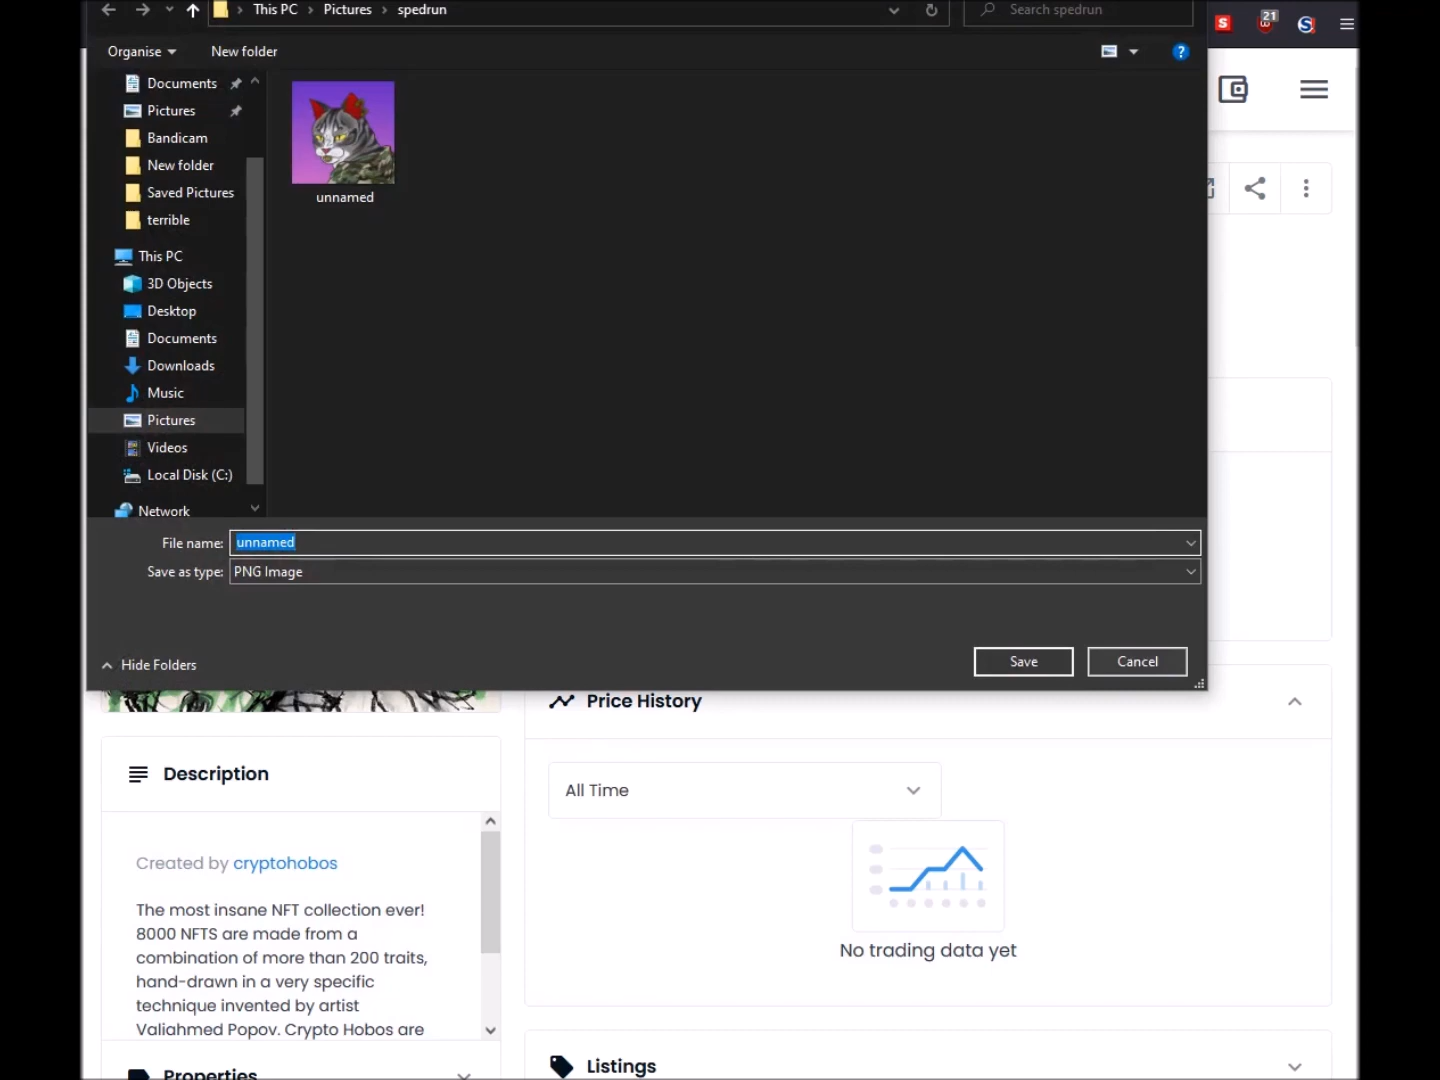 This PC > Pictures > spedrun
Search spedrun
21
Organise
New folder
Documents
Pictures
Bandicam
New folder
Saved Pictures
terrible
This PC
3D Objects
Desktop
Documents
Downloads
Music
Pictures
Videos
Local Disk (C:)
Network
unnamed
File name: unnamed
Save as type: PNG Image
Hide Folders
Save
Cancel
Price History
All Time
No trading data yet
Listings
Description
Created by cryptohobos
The most insane NFT collection ever!
8000 NFTS are made from a
combination of more than 200 traits,
hand-drawn in a very specific
technique invented by artist
Valiahmed Popov. Crypto Hobos are
Properties